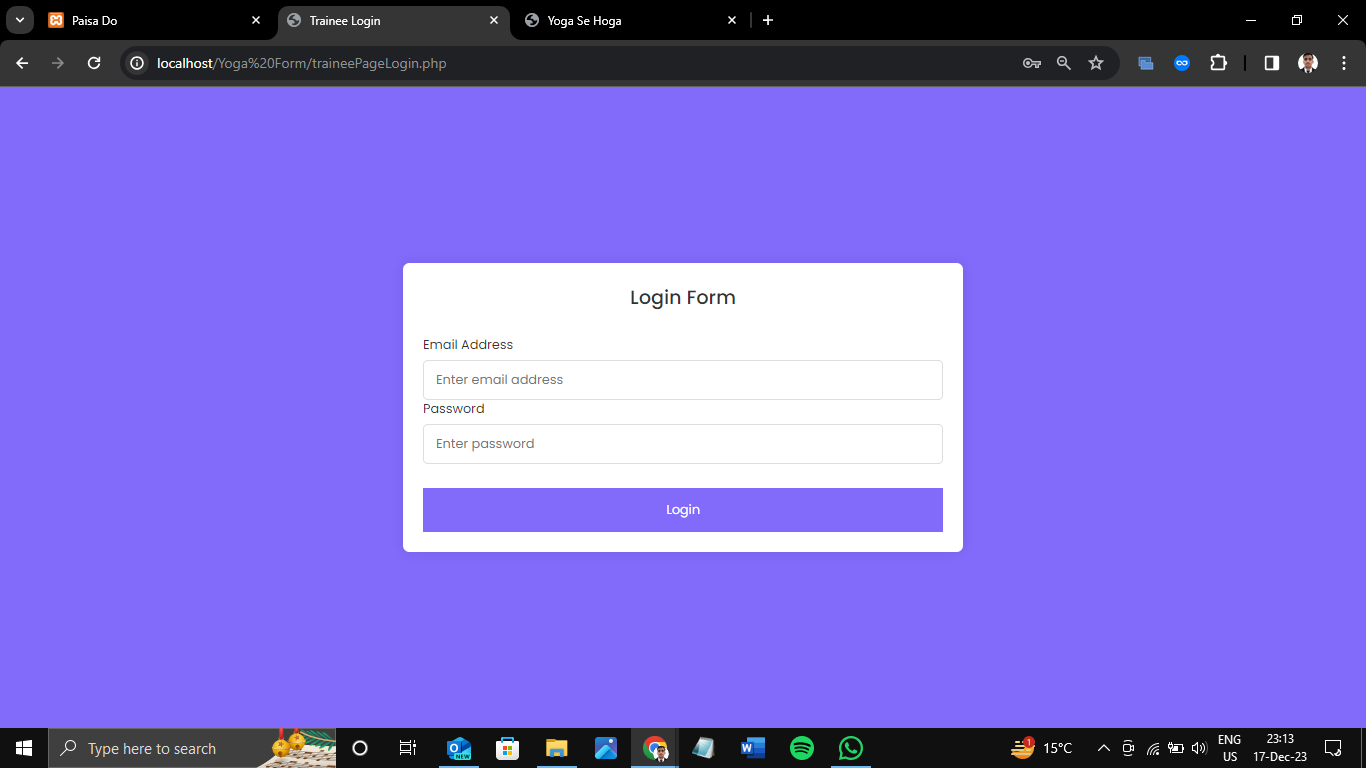 Paisa Do
Trainee Login
Yoga Se Hoga
localhost/Yoga%20Form/traineePageLogin.php
Login Form
Email Address
Enter email address
Password
Enter password
Login
Type here to search
NEW
1
15°C
ENG
US
23:13
17-Dec-23